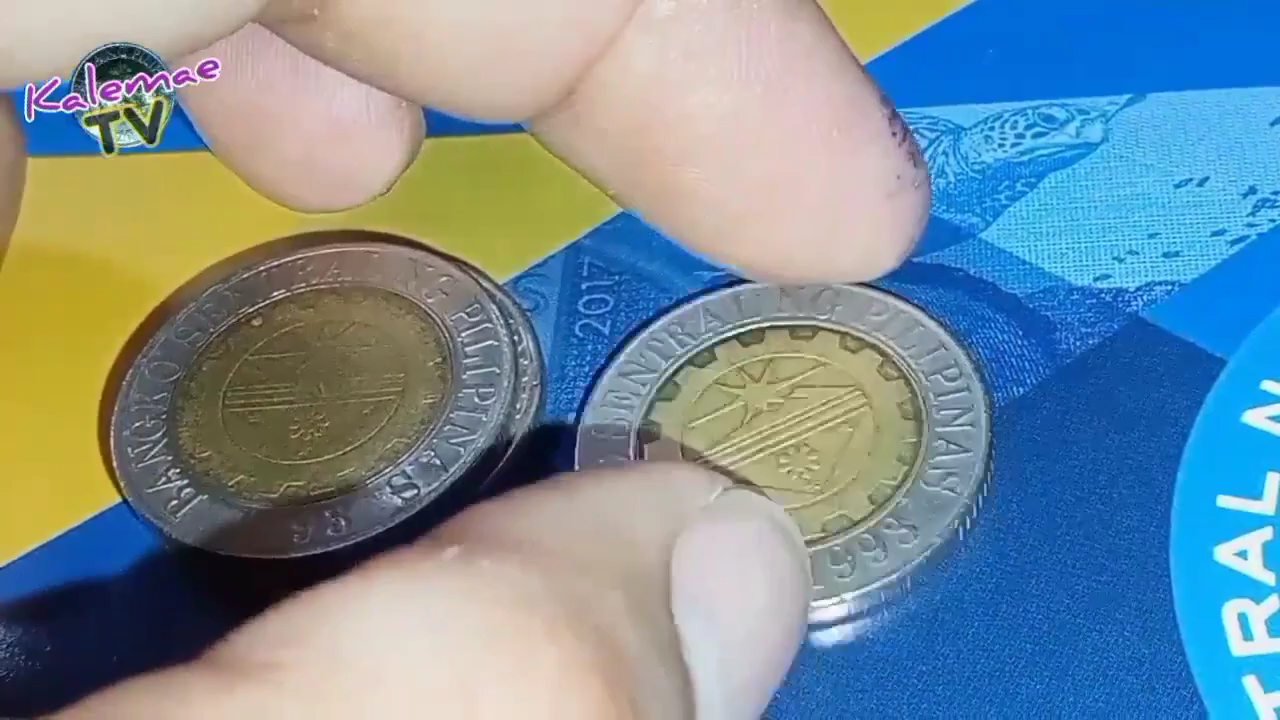 Kalemae
TV
2017
BANGKO SENTRAL NG PILIPINAS
98
SENTRAL NG PILIPINAS
1998
TRAL N